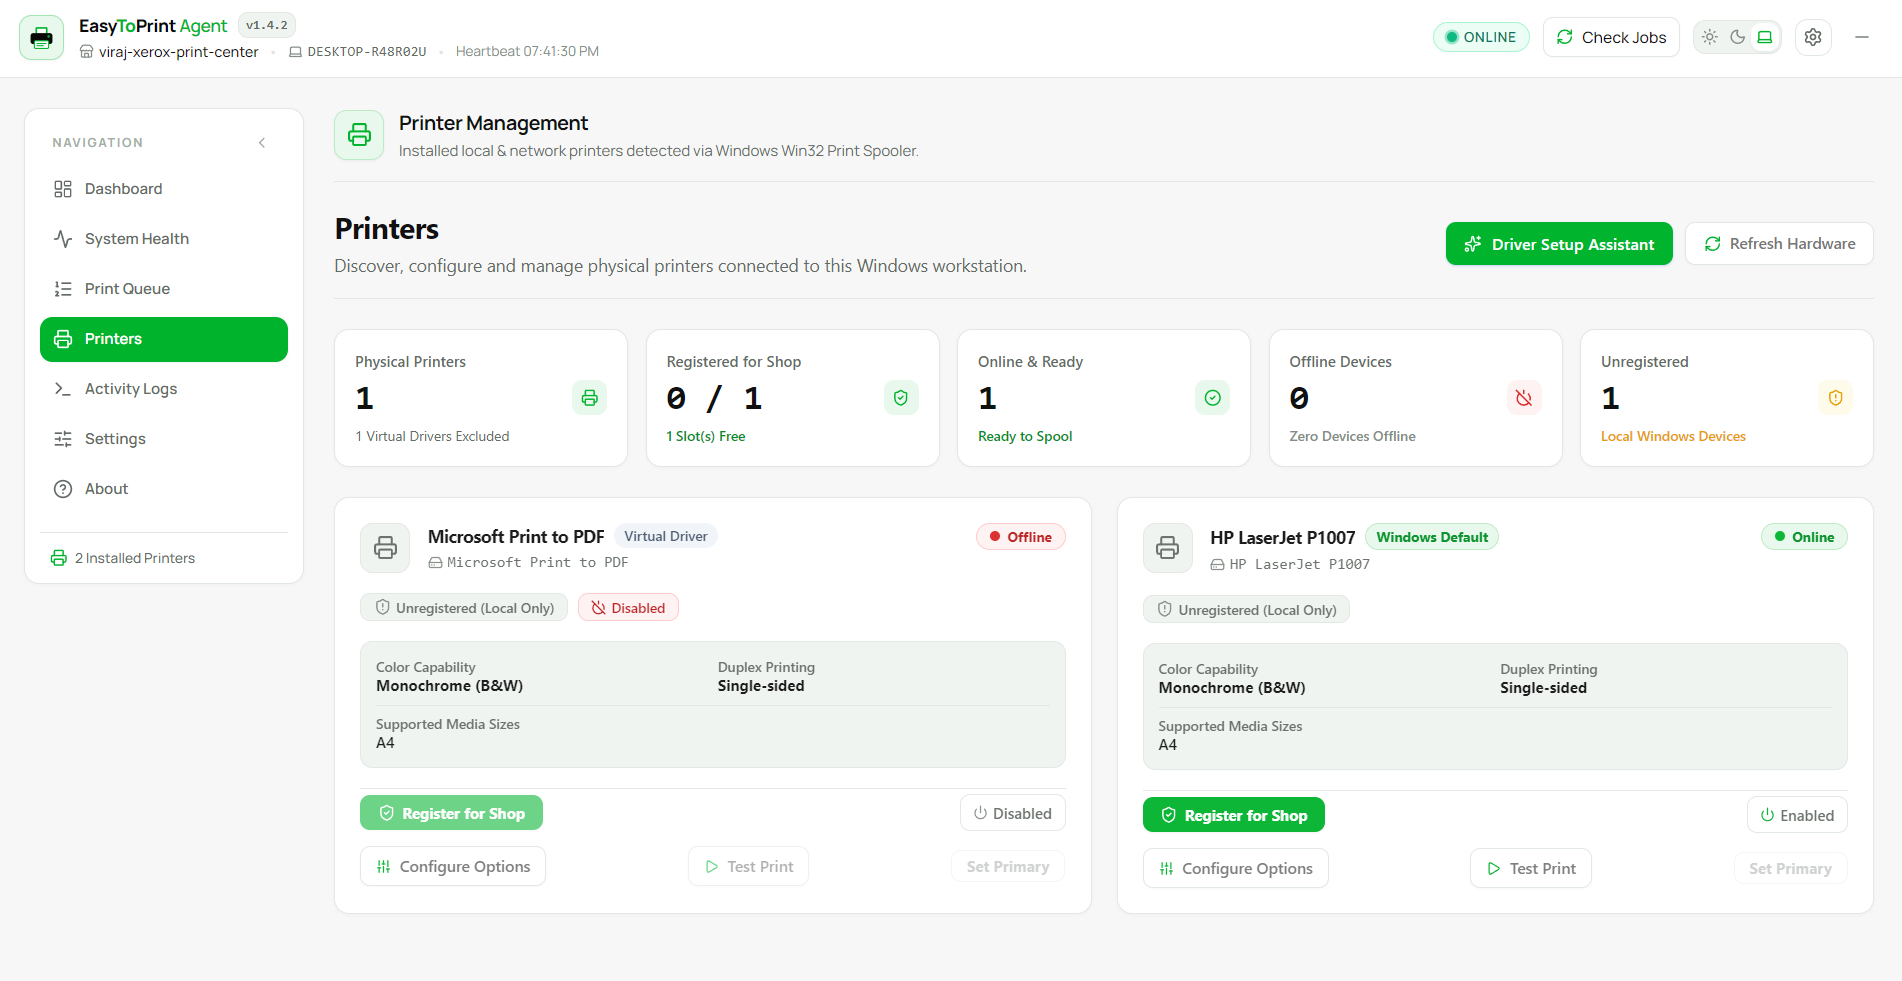 EasyToPrint Agent v1.4.2
viraj-xerox-print-center • DESKTOP-R48R02U • Heartbeat 07:41:30 PM
ONLINE
Check Jobs
NAVIGATION
Dashboard
System Health
Print Queue
Printers
Activity Logs
Settings
About
2 Installed Printers
Printer Management
Installed local & network printers detected via Windows Win32 Print Spooler.
Printers
Discover, configure and manage physical printers connected to this Windows workstation.
Driver Setup Assistant
Refresh Hardware
Physical Printers
1
1 Virtual Drivers Excluded
Registered for Shop
0 / 1
1 Slot(s) Free
Online & Ready
1
Ready to Spool
Offline Devices
0
Zero Devices Offline
Unregistered
1
Local Windows Devices
Microsoft Print to PDF Virtual Driver Offline
Microsoft Print to PDF
Unregistered (Local Only) Disabled
Color Capability Duplex Printing
Monochrome (B&W) Single-sided
Supported Media Sizes
A4
Register for Shop Disabled
Configure Options Test Print Set Primary
HP LaserJet P1007 Windows Default Online
HP LaserJet P1007
Unregistered (Local Only)
Color Capability Duplex Printing
Monochrome (B&W) Single-sided
Supported Media Sizes
A4
Register for Shop Enabled
Configure Options Test Print Set Primary